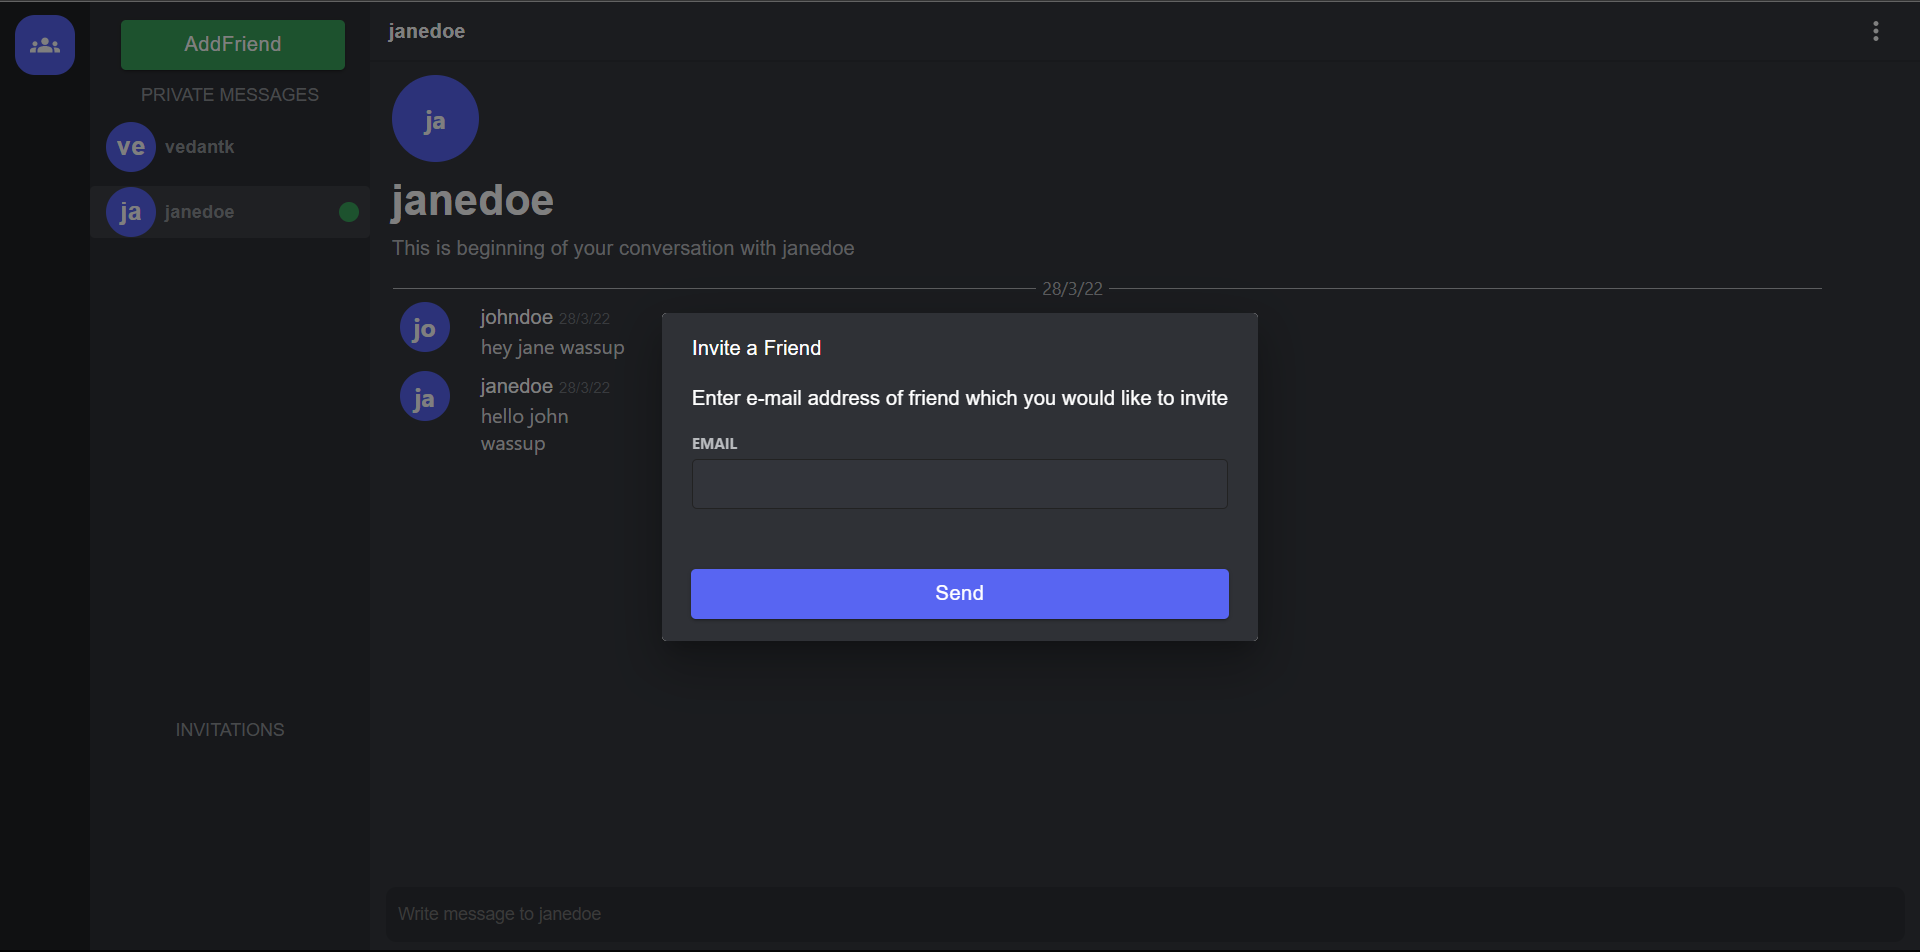 AddFriend
PRIVATE MESSAGES
ve vedantk
ja janedoe
INVITATIONS
janedoe
ja
janedoe
This is beginning of your conversation with janedoe
28/3/22
jo johndoe 28/3/22
hey jane wassup
ja janedoe 28/3/22
hello john
wassup
Invite a Friend
Enter e-mail address of friend which you would like to invite
EMAIL
Send
Write message to janedoe